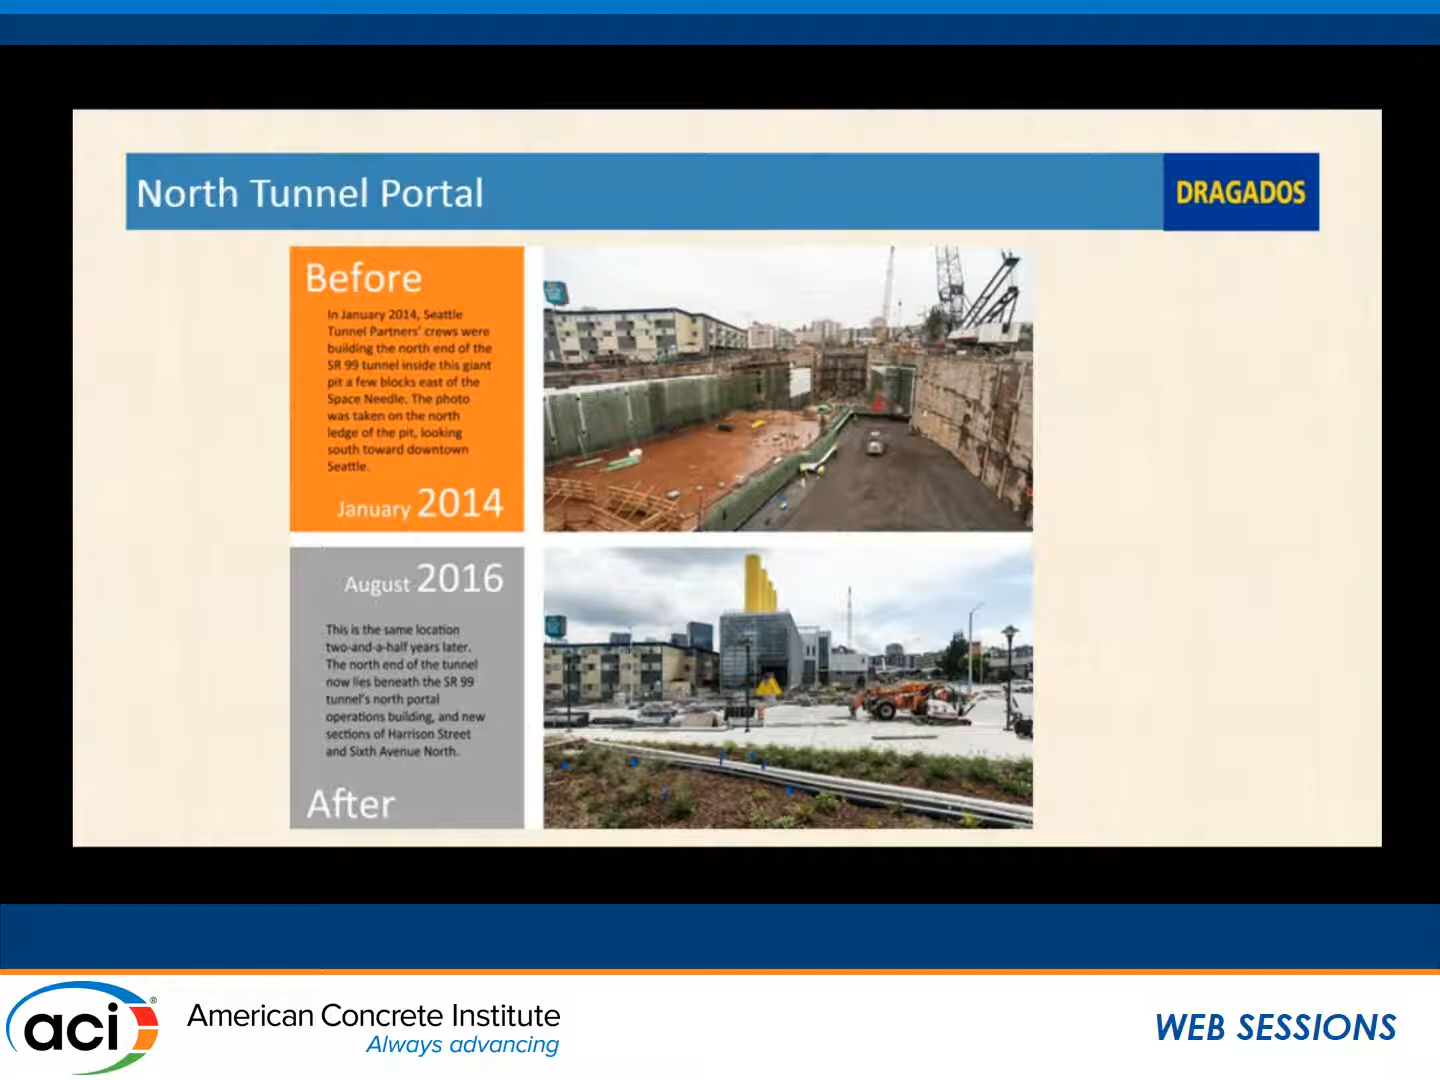 North Tunnel Portal
DRAGADOS
Before
In January 2014, Seattle
Tunnel Partners' crews were
building the north end of the
SR 99 tunnel inside this giant
pit a few blocks east of the
Space Needle. The photo
was taken on the north
ledge of the pit, looking
south toward downtown
Seattle.
January 2014
August 2016
This is the same location
two-and-a-half years later.
The north end of the tunnel
now lies beneath the SR 99
tunnel's north portal
operations building, and new
sections of Harrison Street
and Sixth Avenue North.
After
aci®
American Concrete Institute
Always advancing
WEB SESSIONS